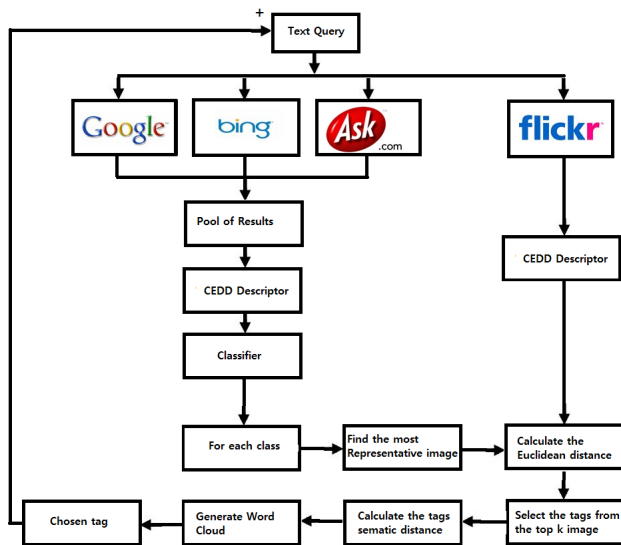 +
Text Query
Google
bing
Ask
.com
flickr
Pool of Results
CEDD Descriptor
CEDD Descriptor
Classifier
For each class
Find the most
Representative image
Calculate the
Euclidean distance
Chosen tag
Generate Word
Cloud
Calculate the tags
sematic distance
Select the tags from
the top k image